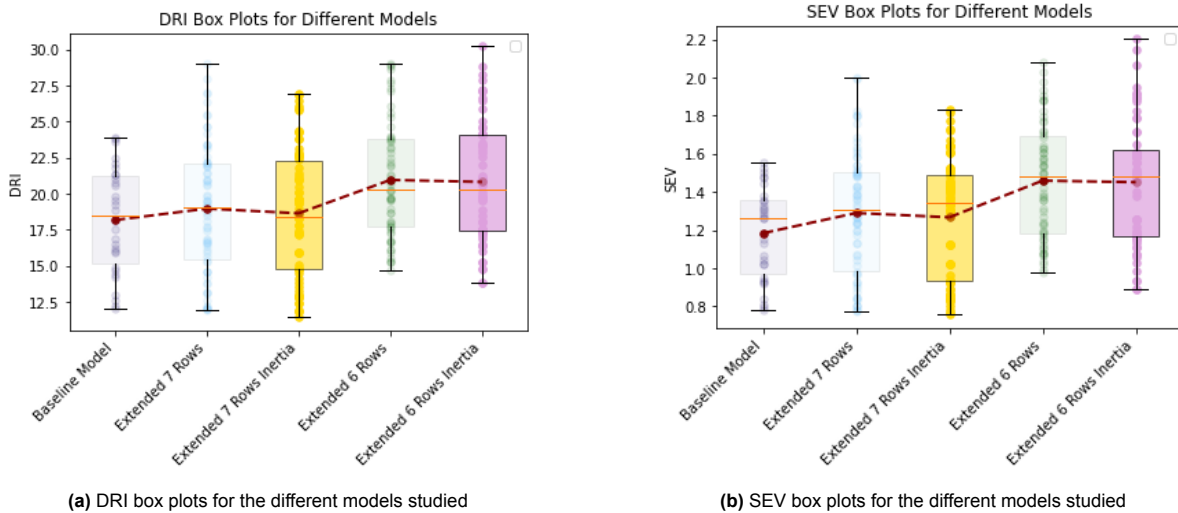 DRI Box Plots for Different Models
30.0
27.5
25.0
22.5
20.0
17.5
15.0
12.5
DRI
Baseline Model
Extended 7 Rows
Extended 7 Rows Inertia
Extended 6 Rows
Extended 6 Rows Inertia
(a) DRI box plots for the different models studied
SEV Box Plots for Different Models
2.2
2.0
1.8
1.6
1.4
1.2
1.0
0.8
SEV
Baseline Model
Extended 7 Rows
Extended 7 Rows Inertia
Extended 6 Rows
Extended 6 Rows Inertia
(b) SEV box plots for the different models studied